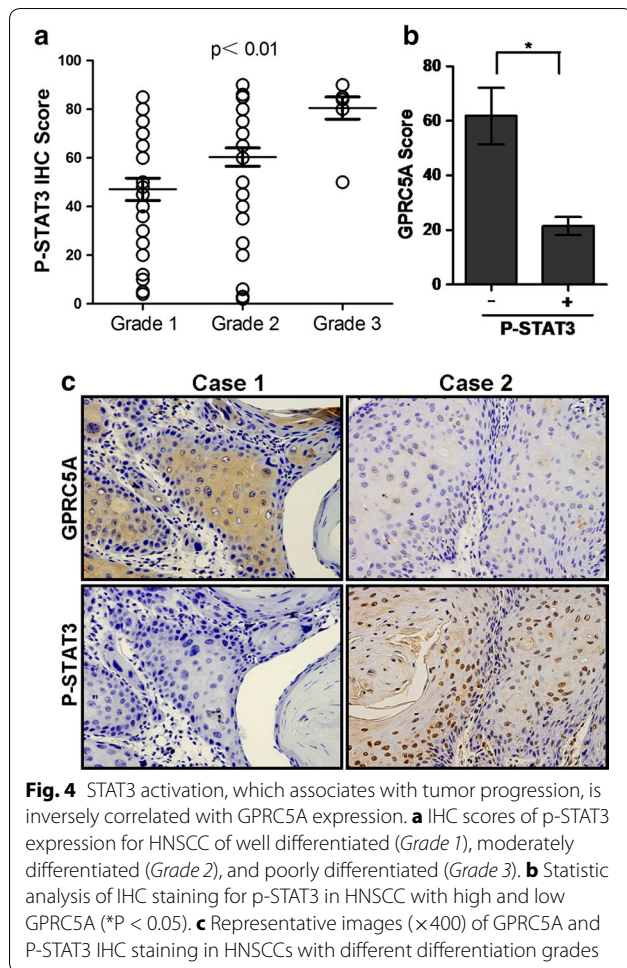 a
p< 0.01
P-STAT3 IHC Score
100
80
60
40
20
0
Grade 1 Grade 2 Grade 3
b
*
GPRC5A Score
80
60
40
20
0
- +
P-STAT3
c Case 1 Case 2
GPRC5A
P-STAT3
Fig. 4 STAT3 activation, which associates with tumor progression, is
inversely correlated with GPRC5A expression. a IHC scores of p-STAT3
expression for HNSCC of well differentiated (Grade 1), moderately
differentiated (Grade 2), and poorly differentiated (Grade 3). b Statistic
analysis of IHC staining for p-STAT3 in HNSCC with high and low
GPRC5A (*P < 0.05). c Representative images (×400) of GPRC5A and
P-STAT3 IHC staining in HNSCCs with different differentiation grades